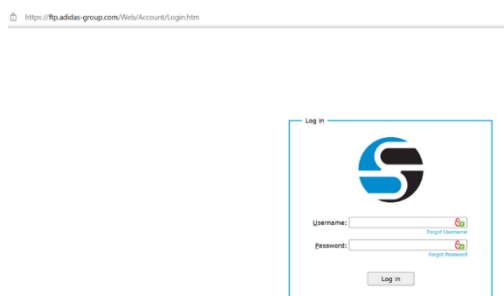 https://ftp.adidas-group.com/Web/Account/Login.htm
Log in
Username:
Forgot Username
Password:
Forgot Password
Log in